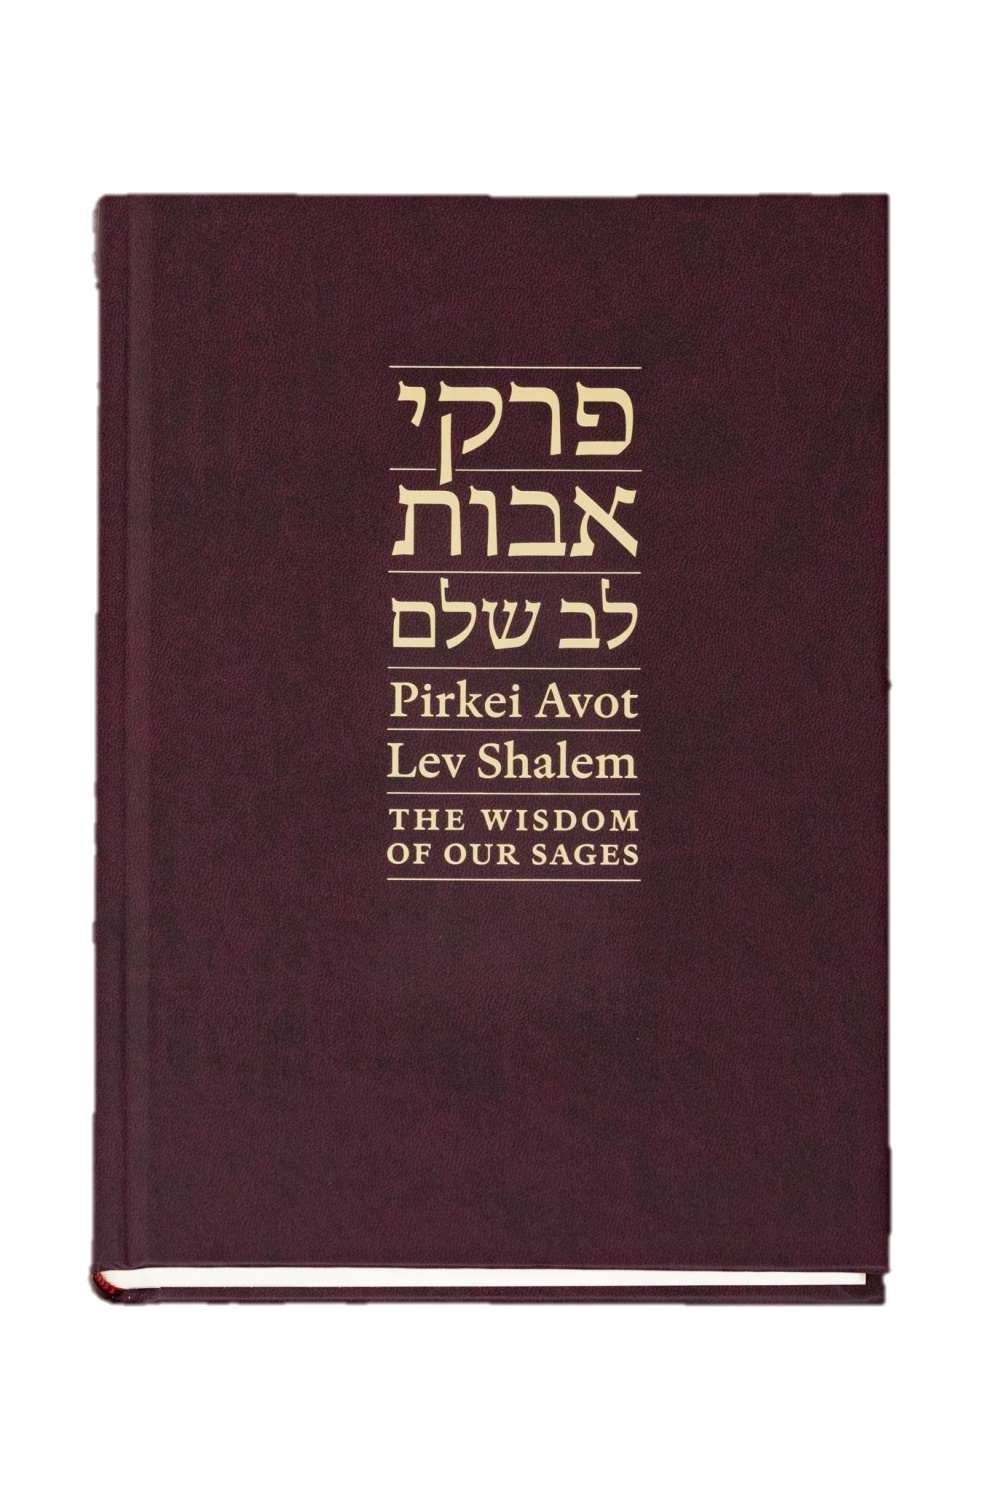 פרקי
אבות
לב שלם
Pirkei Avot
Lev Shalem
THE WISDOM
OF OUR SAGES